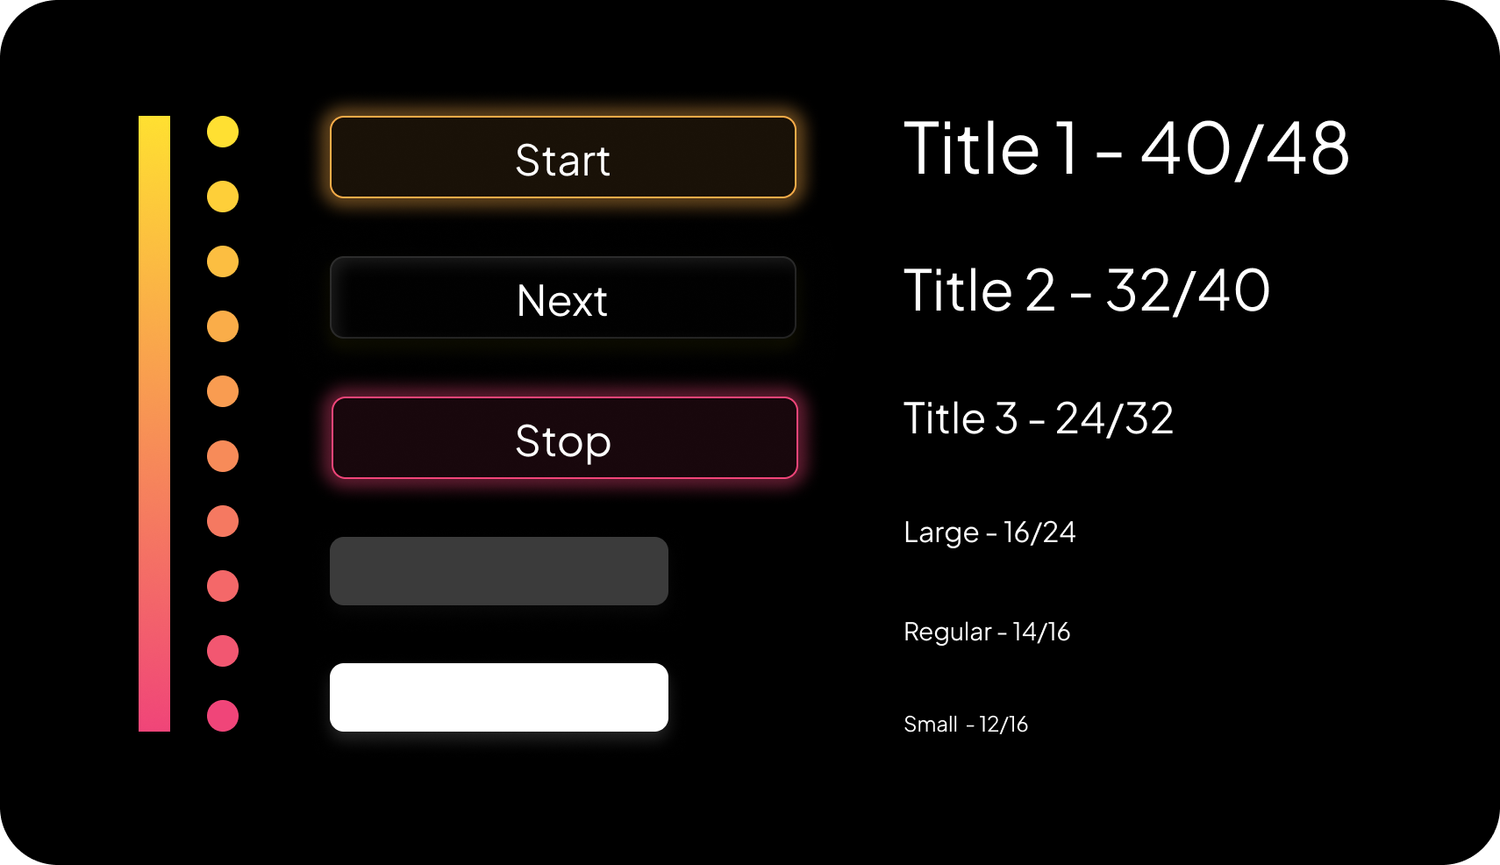 Start
Next
Stop
Title 1 - 40/48
Title 2 - 32/40
Title 3 - 24/32
Large - 16/24
Regular - 14/16
Small - 12/16